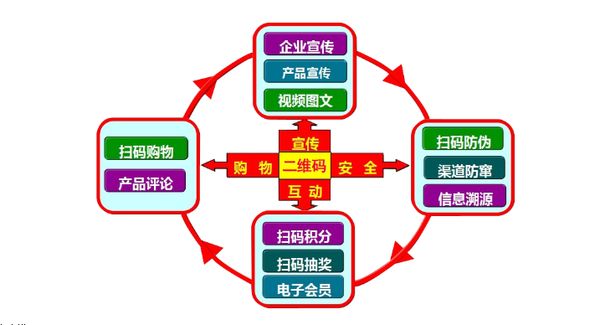 企业宣传
产品宣传
视频图文
扫码购物
产品评论
宣传
购物 二维码 安全
互动
扫码防伪
渠道防窜
信息溯源
扫码积分
扫码抽奖
电子会员